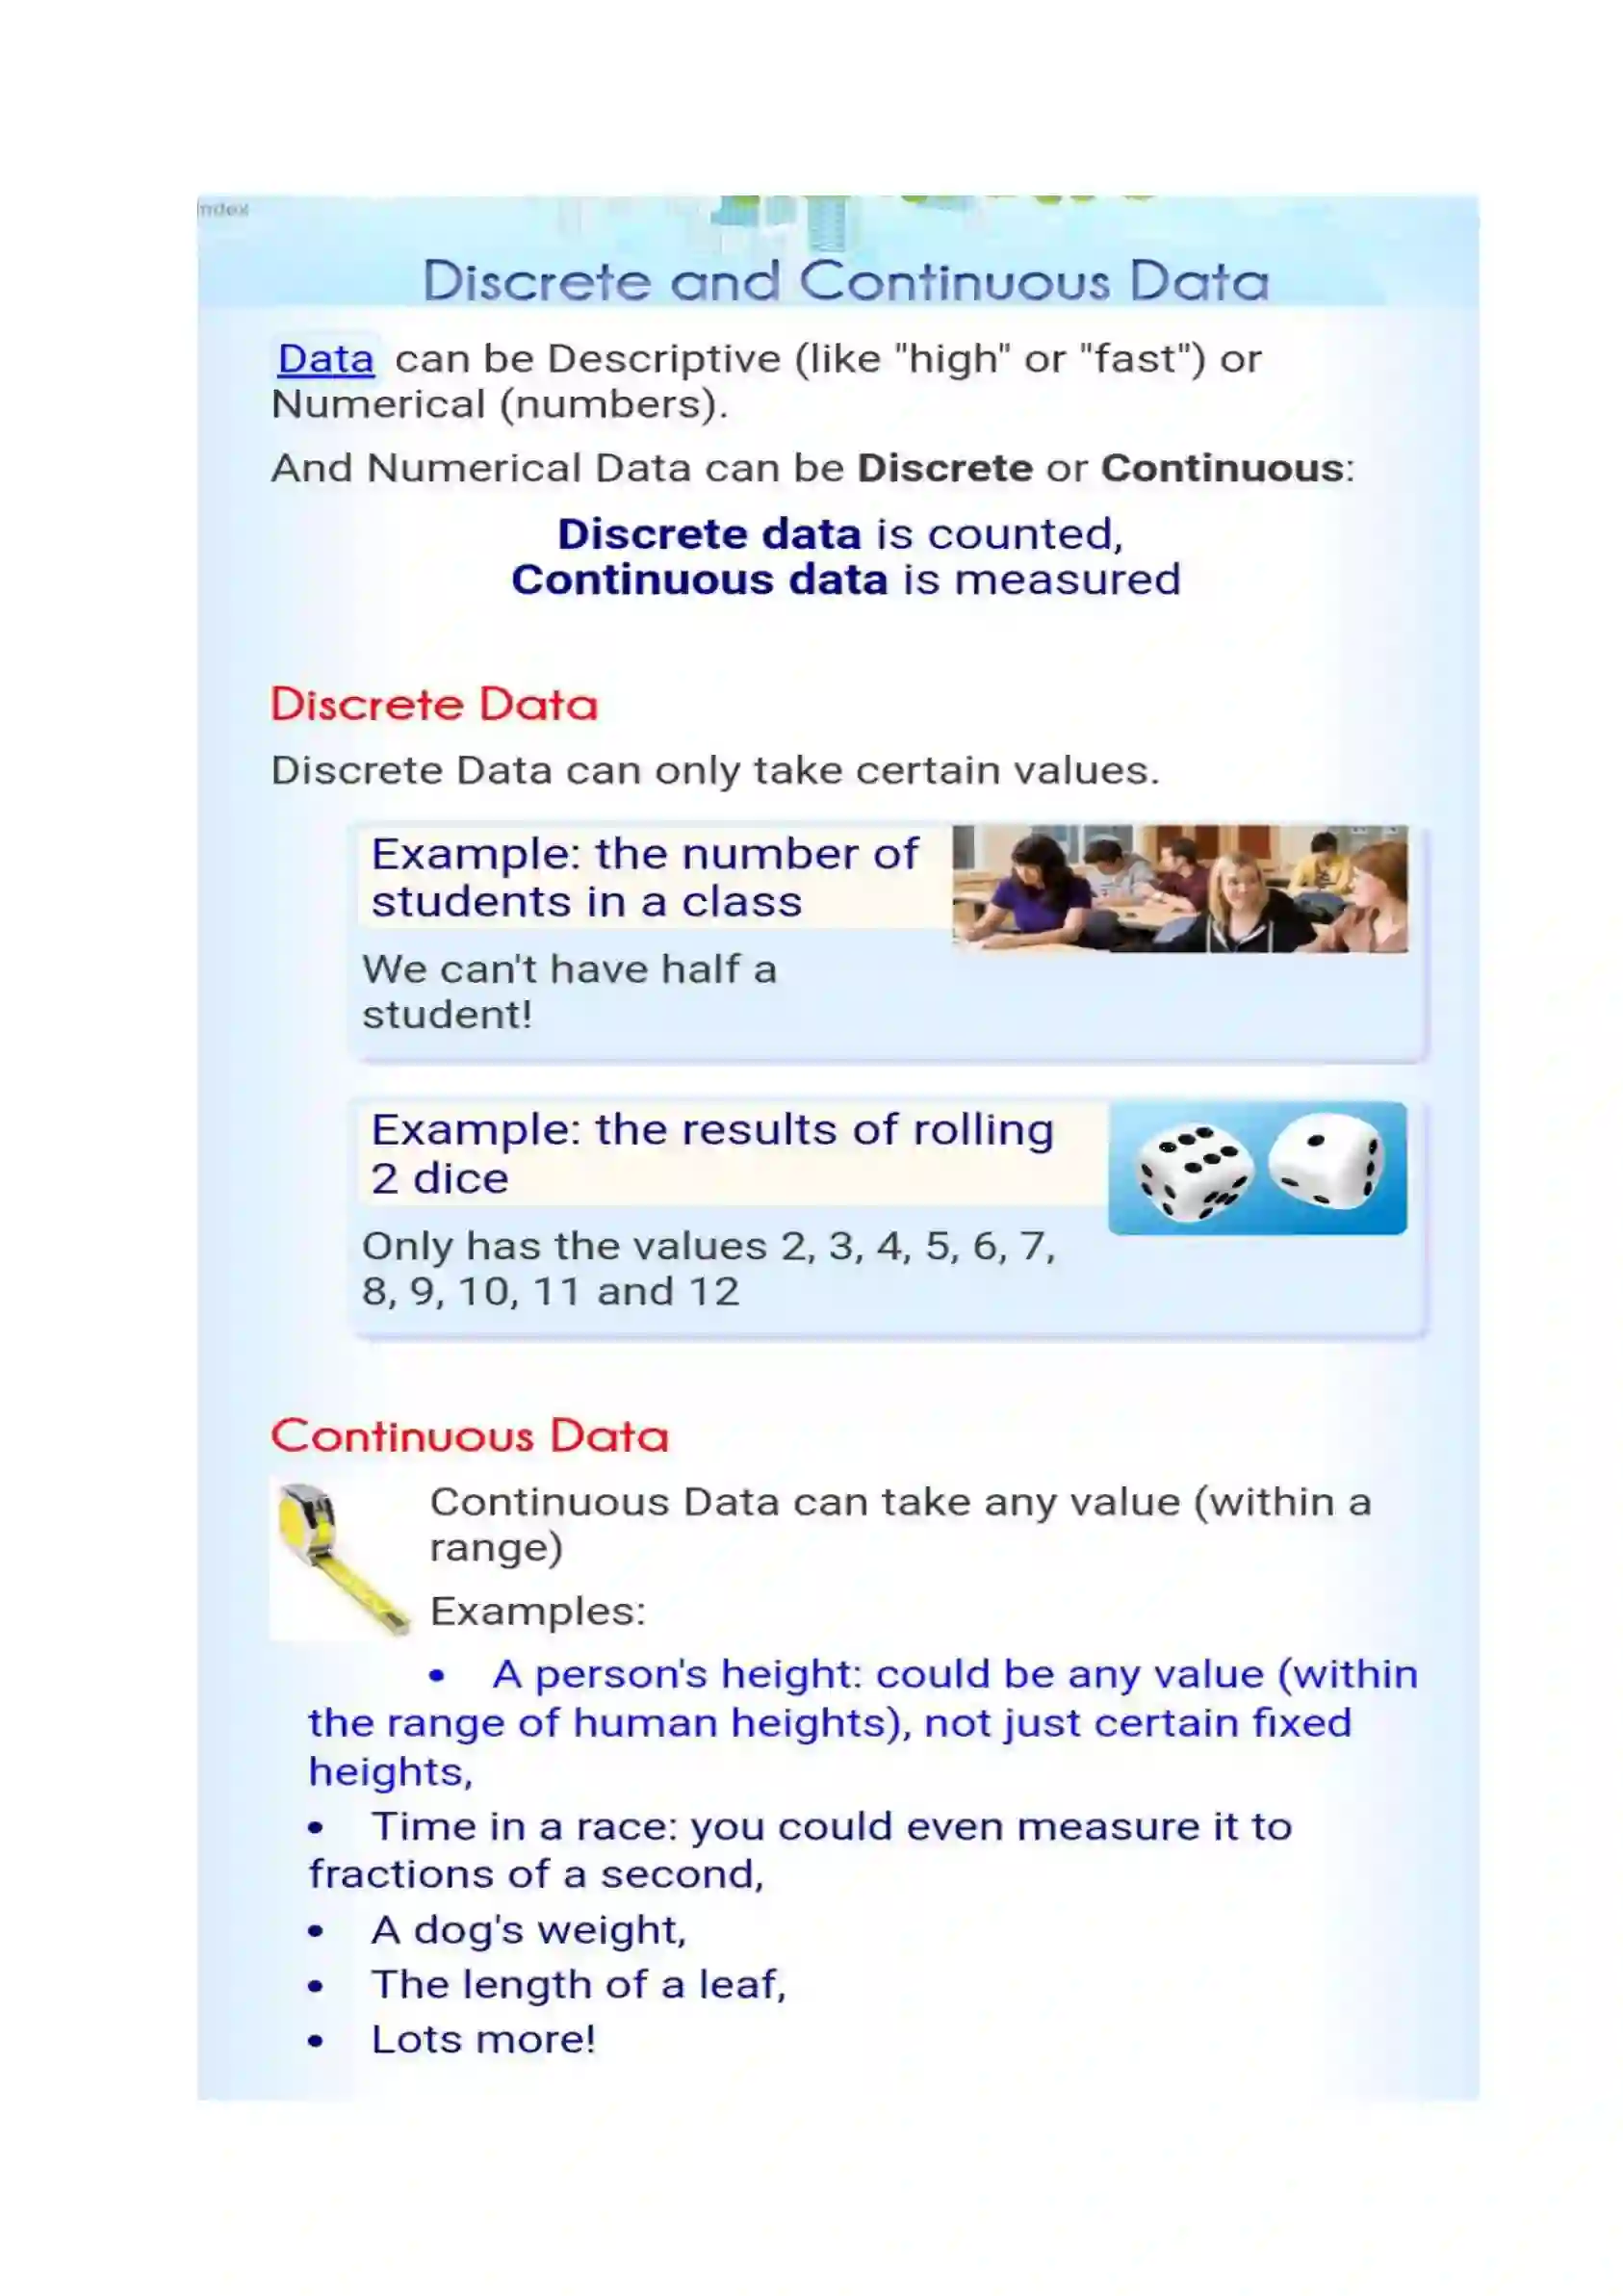 Discrete and Continuous Data
Data can be Descriptive (like "high" or "fast") or
Numerical (numbers).
And Numerical Data can be Discrete or Continuous:
Discrete data is counted,
Continuous data is measured
Discrete Data
Discrete Data can only take certain values.
Example: the number of
students in a class
We can't have half a
student!
Example: the results of rolling
2 dice
Only has the values 2, 3, 4, 5, 6, 7,
8, 9, 10, 11 and 12
Continuous Data
Continuous Data can take any value (within a
range)
Examples:
• A person's height: could be any value (within
the range of human heights), not just certain fixed
heights,
• Time in a race: you could even measure it to
fractions of a second,
• A dog's weight,
• The length of a leaf,
• Lots more!